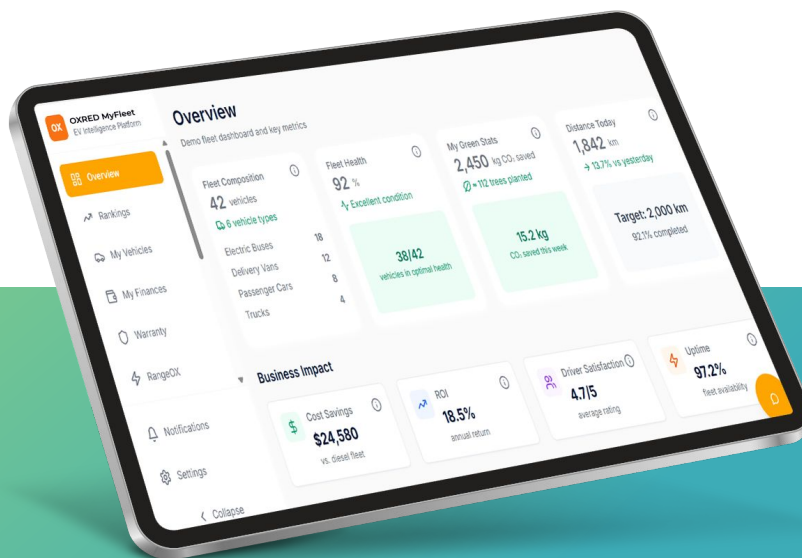 OX
OXRED MyFleet
EV Intelligence Platform
Overview
Rankings
My Vehicles
My Finances
Warranty
RangeOX
Notifications
Settings
Collapse
Overview
Demo fleet dashboard and key metrics
Fleet Composition
42 vehicles
6 vehicle types
Electric Buses 18
Delivery Vans 12
Passenger Cars 8
Trucks 4
Fleet Health
92 %
Excellent condition
38/42
vehicles in optimal health
My Green Stats
2,450 kg CO₂ saved
= 112 trees planted
15.2 kg
CO₂ saved this week
Distance Today
1,842 km
→ 13.7% vs yesterday
Target: 2,000 km
92.1% completed
Business Impact
$
Cost Savings
$24,580
vs. diesel fleet
ROI
18.5%
annual return
Driver Satisfaction
4.7/5
average rating
Uptime
97.2%
fleet availability